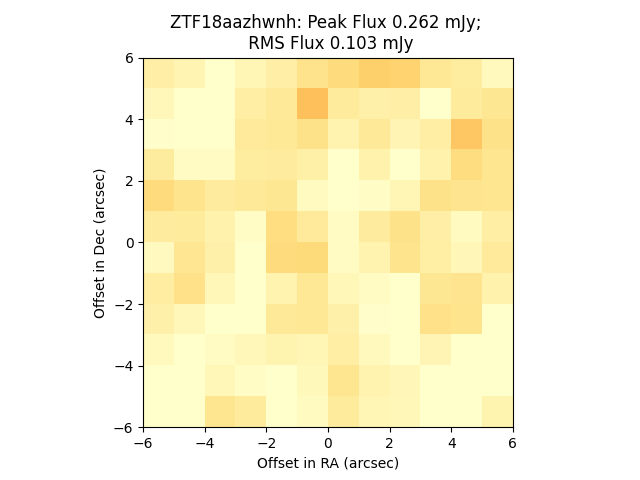 ZTF18aazhwnh: Peak Flux 0.262 mJy;
RMS Flux 0.103 mJy
6
4
2
0
−2
−4
−6
Offset in Dec (arcsec)
−6 −4 −2 0 2 4 6
Offset in RA (arcsec)